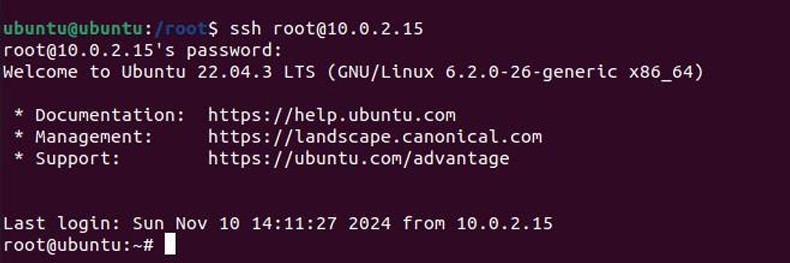 ubuntu@ubuntu:/root$ ssh root@10.0.2.15
root@10.0.2.15's password:
Welcome to Ubuntu 22.04.3 LTS (GNU/Linux 6.2.0-26-generic x86_64)

 * Documentation:  https://help.ubuntu.com
 * Management:     https://landscape.canonical.com
 * Support:        https://ubuntu.com/advantage

Last login: Sun Nov 10 14:11:27 2024 from 10.0.2.15
root@ubuntu:~#